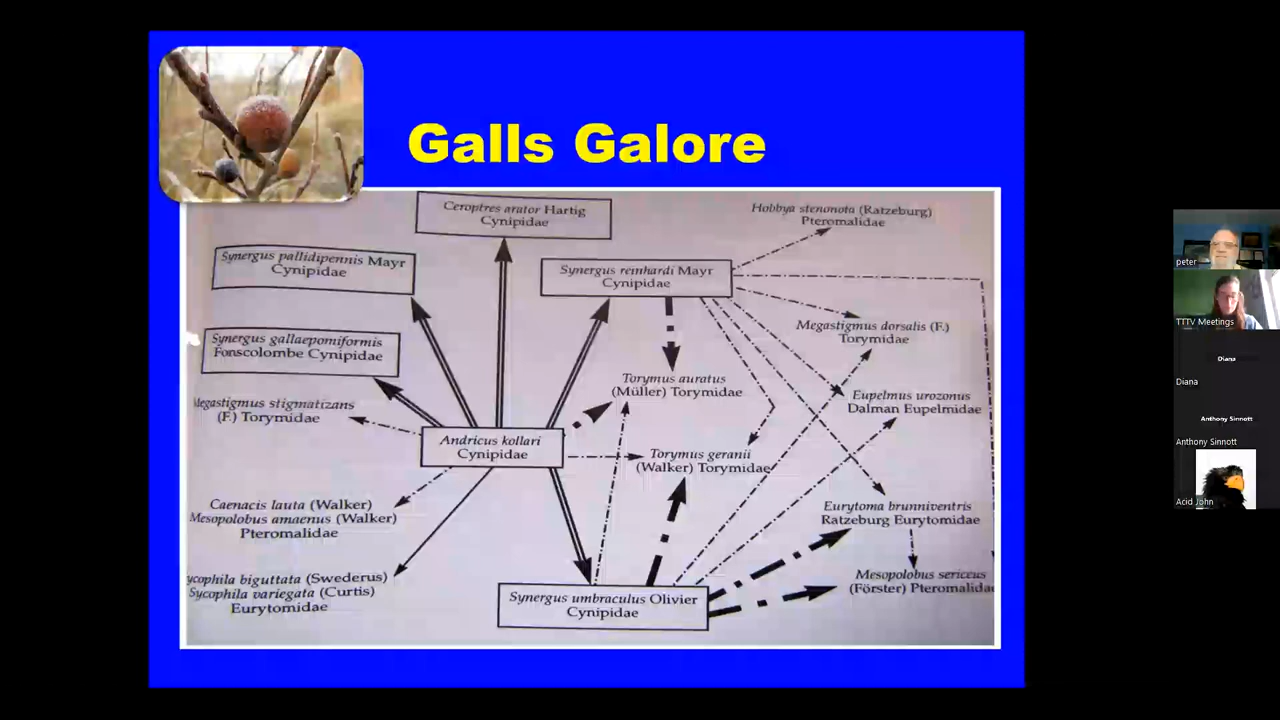 Galls Galore
Ceroptres arator Hartig
Cynipidae
Hobbya stenonota (Ratzeburg)
Pteromalidae
Synergus pallidipennis Mayr
Cynipidae
Synergus reinhardi Mayr
Cynipidae
Megastigmus dorsalis (F.)
Torymidae
Synergus gallaepomiformis
Fonscolombe Cynipidae
Torymus auratus
(Müller) Torymidae
Eupelmus urozonus
Dalman Eupelmidae
Megastigmus stigmatizans
(F.) Torymidae
Andricus kollari
Cynipidae
Torymus geranii
(Walker) Torymidae
Caenacis lauta (Walker)
Mesopolobus amaenus (Walker)
Pteromalidae
Eurytoma brunniventris
Ratzeburg Eurytomidae
ycophila biguttata (Swederus)
Sycophila variegata (Curtis)
Eurytomidae
Synergus umbraculus Olivier
Cynipidae
Mesopolobus sericeus
(Förster) Pteromalidae
peter
TTTV Meetings
Diana
Diana
Anthony Sinnott
Anthony Sinnott
Acid John